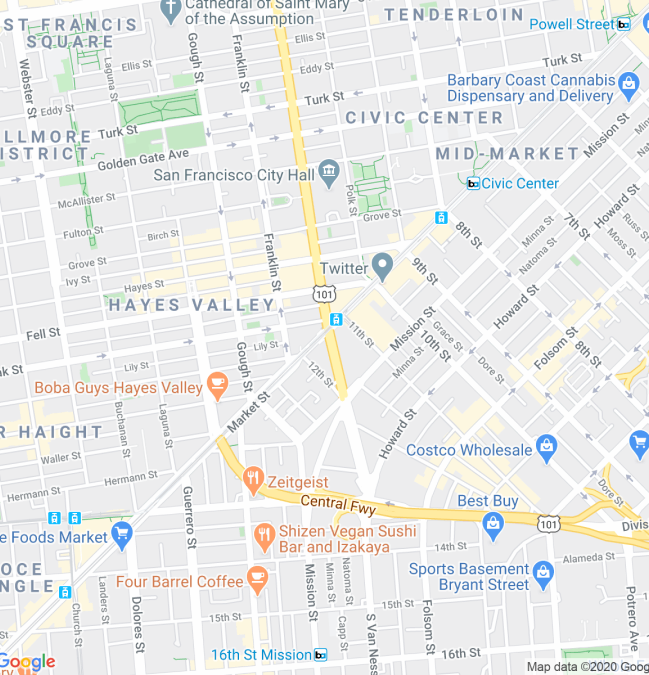 ST FRANCIS
SQUARE
Cathedral of Saint Mary
of the Assumption
TENDERLOIN
Powell Street
Ellis St
Ellis St
Eddy St
Gough St
Franklin St
Webster St
Laguna St
Eddy St
Turk St
Barbary Coast Cannabis
Dispensary and Delivery
Turk St
CIVIC CENTER
Mission St
Golden Gate Ave
MID-MARKET
San Francisco City Hall
Polk St
Civic Center
McAllister St
Grove St
Howard St
Fulton St
Birch St
8th St
7th St
Minna St
Natoma St
Russ St
Moss St
Grove St
Ivy St
Franklin St
Twitter
9th St
Hayes St
101
HAYES VALLEY
Howard St
Fell St
11th St
Mission St
Grace St
10th St
Folsom St
8th St
Lily St
Gough St
Lily St
Minna St
Dore St
12th St
Boba Guys Hayes Valley
Market St
Buchanan St
Laguna St
Howard St
HAIGHT
Costco Wholesale
Waller St
Hermann St
Hermann St
Zeitgeist
Dore St
Central Fwy
Best Buy
Guerrero St
101
Shizen Vegan Sushi
Bar and Izakaya
Foods Market
14th St
Alameda St
Four Barrel Coffee
Sports Basement
Bryant Street
Church St
Landers St
Dolores St
Mission St
Minna St
Natoma St
Capp St
S Van Ness
Folsom St
Potrero Ave
15th St
15th St
16th St Mission
16th St
Google
Map data ©2020 Goog